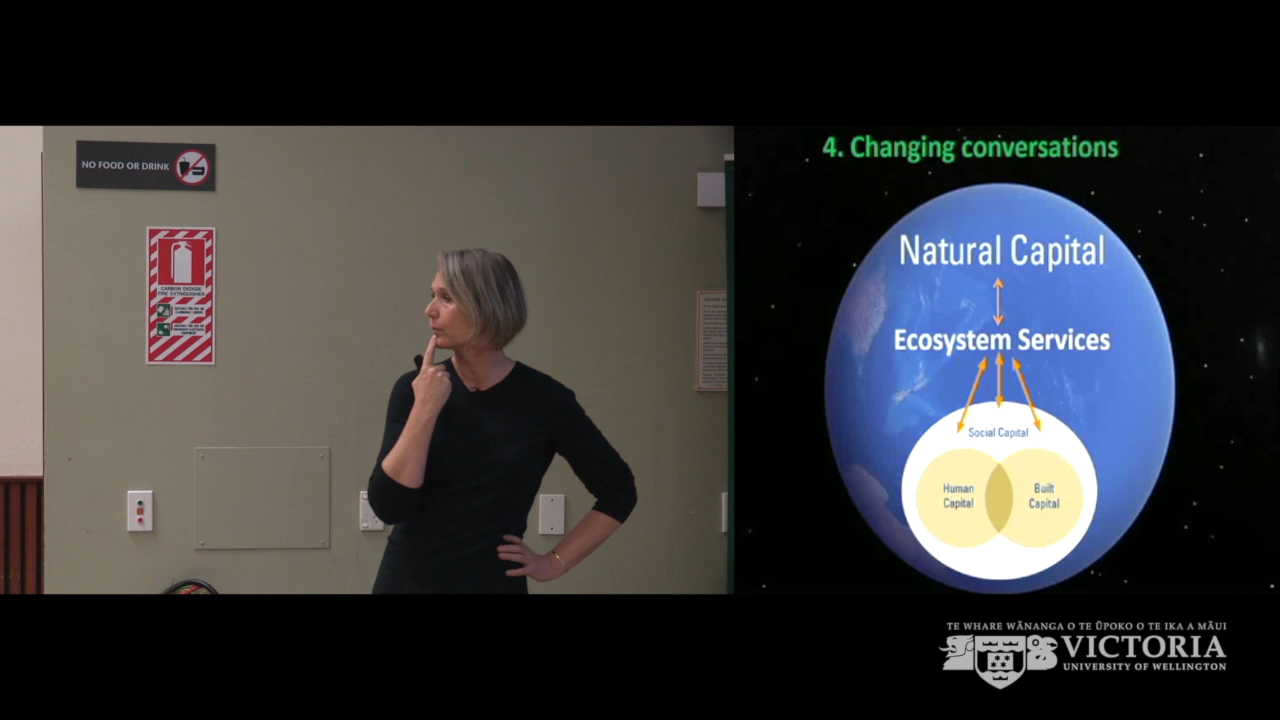 NO FOOD OR DRINK
CARBON DIOXIDE
FIRE EXTINGUISHER
4. Changing conversations
Natural Capital
Ecosystem Services
Social Capital
Human
Capital
Built
Capital
TE WHARE WĀNANGA O TE ŪPOKO O TE IKA A MĀUI
VICTORIA
UNIVERSITY OF WELLINGTON